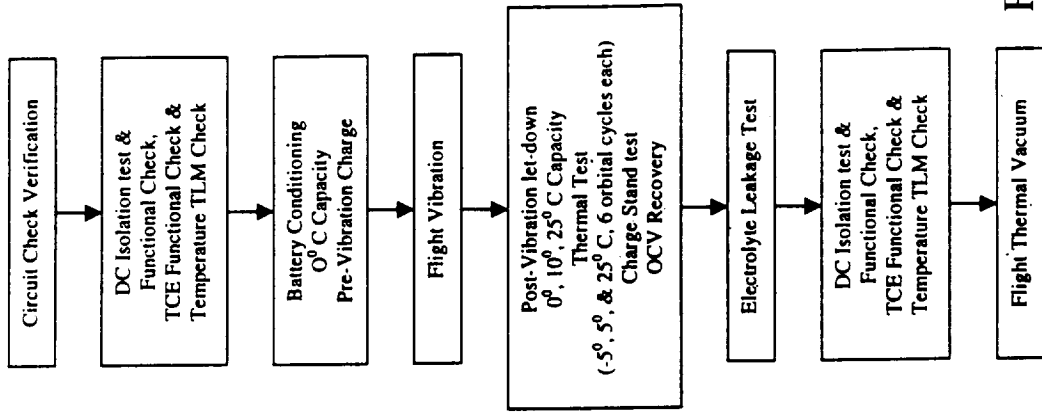 Circuit Check Verification
DC Isolation test &
Functional Check,
TCE Functional Check &
Temperature TLM Check
Battery Conditioning
O⁰ C Capacity
Pre-Vibration Charge
Flight Vibration
Post-Vibration let-down
0⁰, 10⁰, 25⁰ C Capacity
Thermal Test
(-5⁰, 5⁰, & 25⁰ C, 6 orbital cycles each)
Charge Stand test
OCV Recovery
Electrolyte Leakage Test
DC Isolation test &
Functional Check,
TCE Functional Check &
Temperature TLM Check
Flight Thermal Vacuum